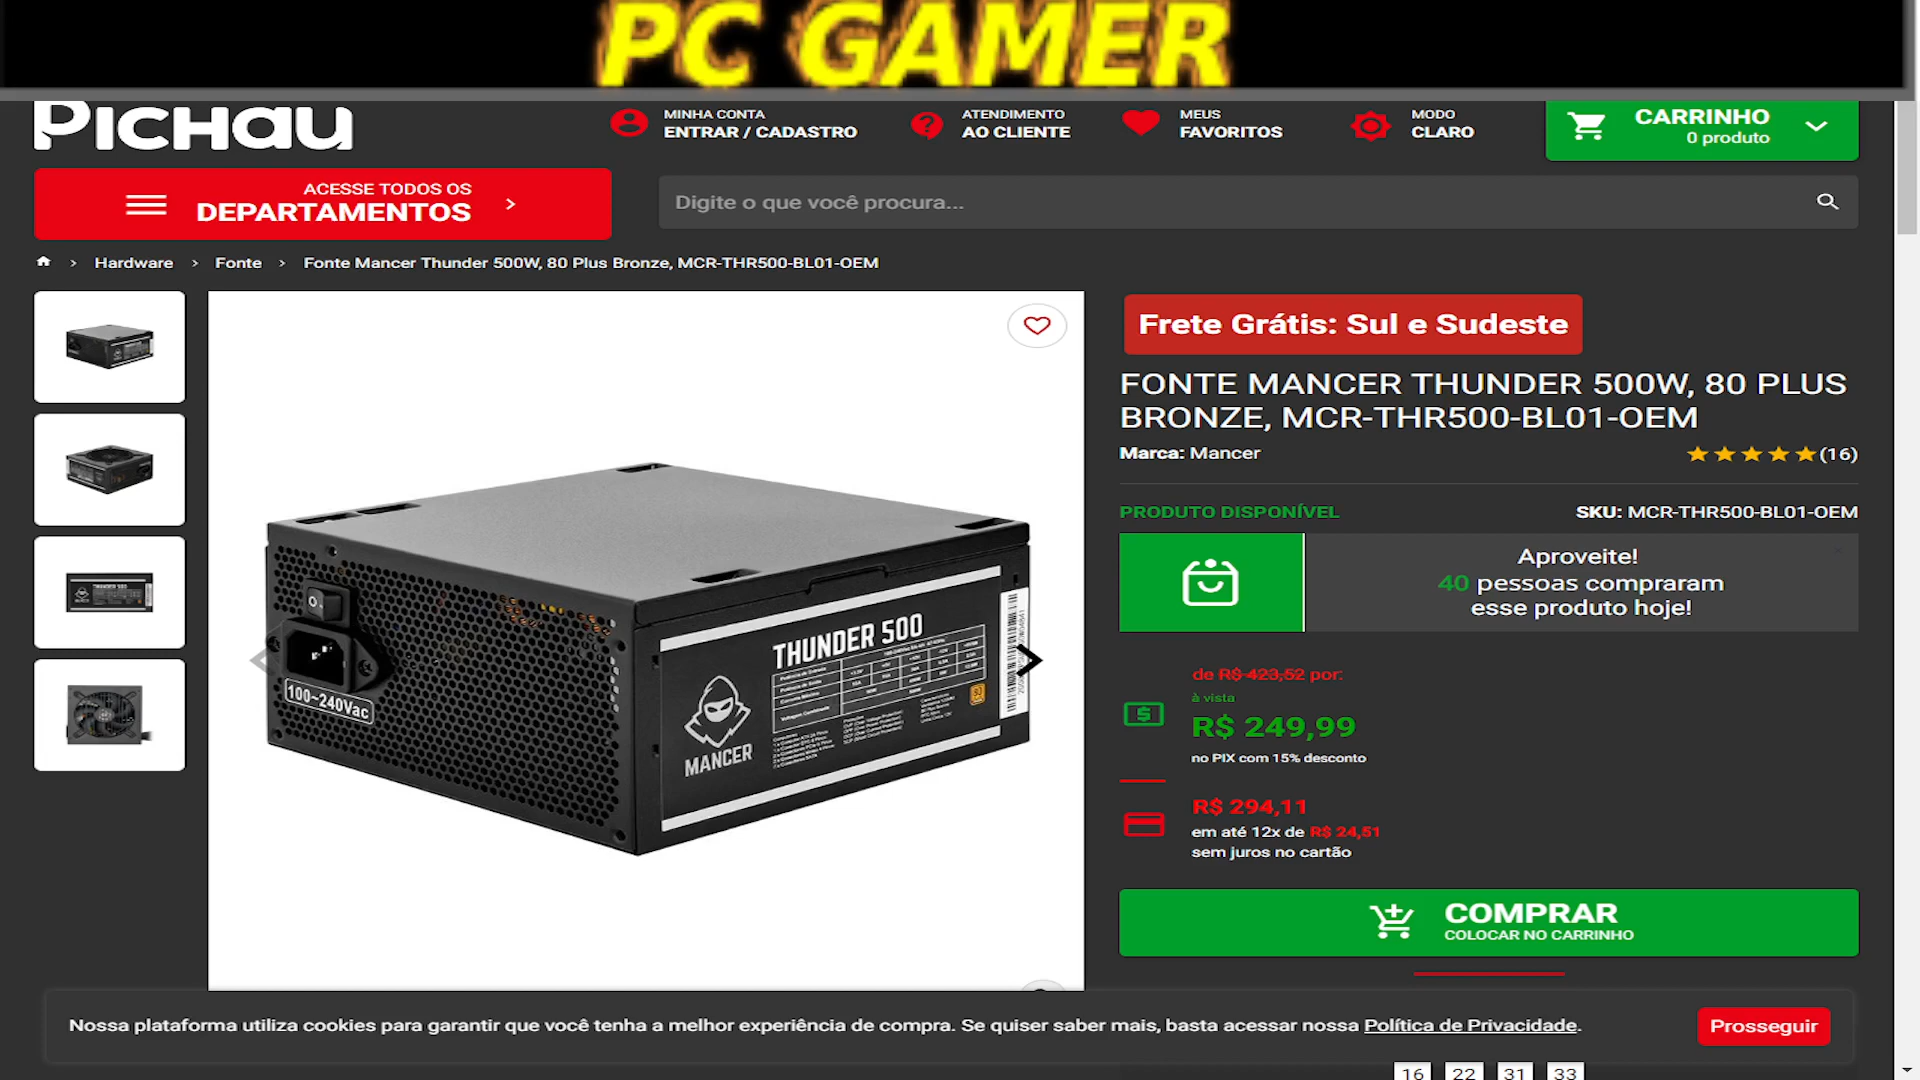 PC GAMER
PICHAU
MINHA CONTA
ENTRAR / CADASTRO
ATENDIMENTO
AO CLIENTE
MEUS
FAVORITOS
MODO
CLARO
CARRINHO
0 produto
ACESSE TODOS OS
DEPARTAMENTOS
Digite o que você procura...
Hardware > Fonte > Fonte Mancer Thunder 500W, 80 Plus Bronze, MCR-THR500-BL01-OEM
THUNDER 500
MANCER
100~240Vac
Frete Grátis: Sul e Sudeste
FONTE MANCER THUNDER 500W, 80 PLUS
BRONZE, MCR-THR500-BL01-OEM
Marca: Mancer
(16)
PRODUTO DISPONÍVEL
SKU: MCR-THR500-BL01-OEM
Aproveite!
40 pessoas compraram
esse produto hoje!
de R$ 423,52 por:
à vista
R$ 249,99
no PIX com 15% desconto
R$ 294,11
em até 12x de R$ 24,51
sem juros no cartão
COMPRAR
COLOCAR NO CARRINHO
Nossa plataforma utiliza cookies para garantir que você tenha a melhor experiência de compra. Se quiser saber mais, basta acessar nossa Política de Privacidade.
Prosseguir
16 22 31 33